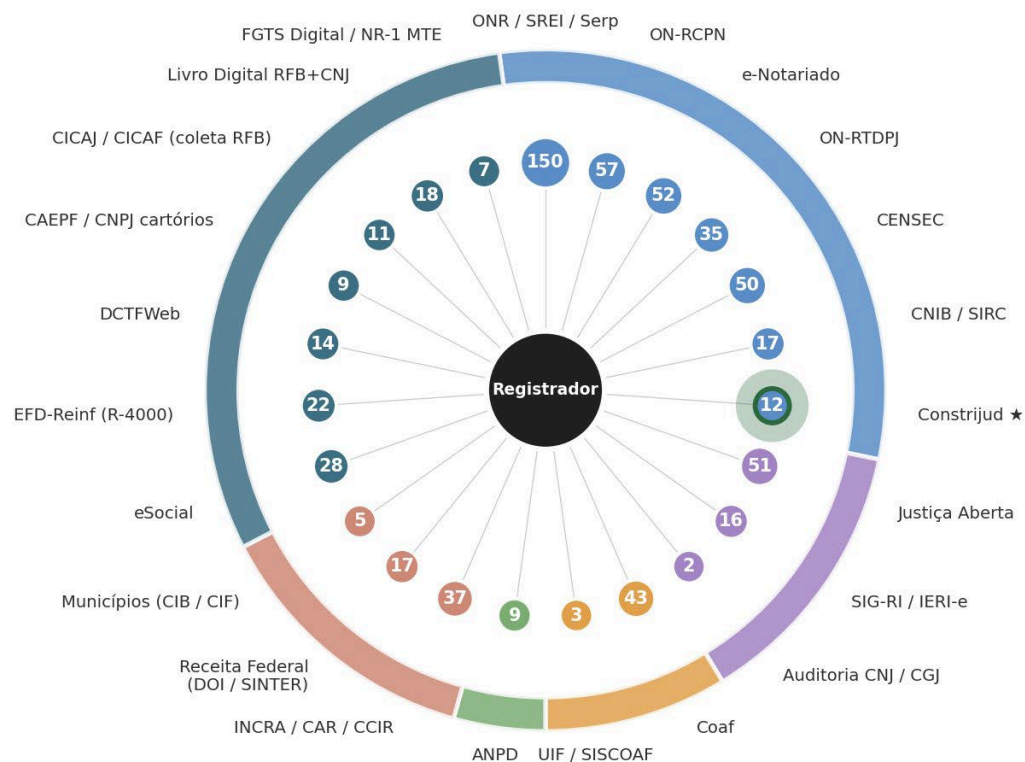 ONR / SREI / Serp
FGTS Digital / NR-1 MTE
ON-RCPN
Livro Digital RFB+CNJ
e-Notariado
CICAJ / CICAF (coleta RFB)
ON-RTDPJ
7
150
57
18
52
CAEPF / CNPJ cartórios
11
35
CENSEC
9
50
DCTFWeb
14
17
CNIB / SIRC
Registrador
EFD-Reinf (R-4000)
22
12
Constrijud ★
28
51
eSocial
5
16
Justiça Aberta
17
2
Municípios (CIB / CIF)
37
9
3
43
SIG-RI / IERI-e
Receita Federal
(DOI / SINTER)
Auditoria CNJ / CGJ
INCRA / CAR / CCIR
Coaf
ANPD
UIF / SISCOAF